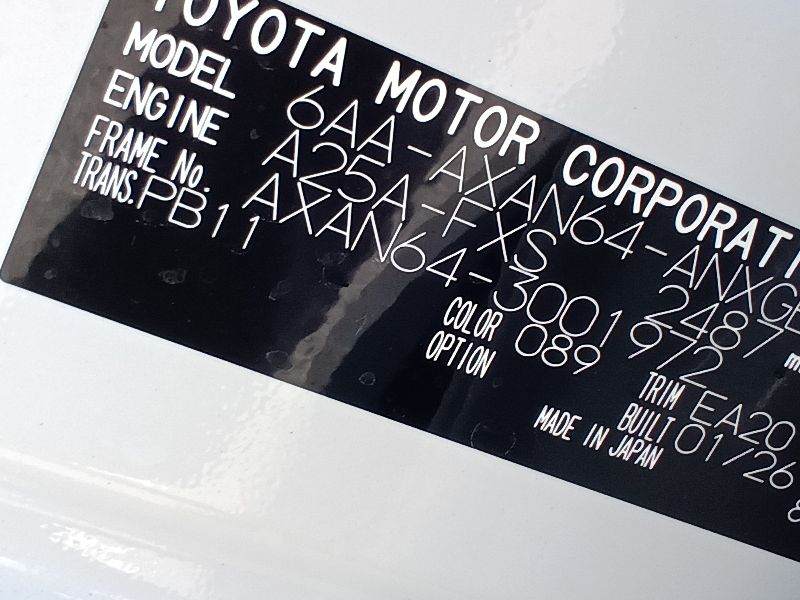 TOYOTA MOTOR CORPORATI
MODEL 6AA-AXAN64-ANXGB
ENGINE A25A-FXS 2487 m
FRAME No. AXAN64-3001972
COLOR 089 TRIM EA20
TRANS. PB11
OPTION BUILT 01/26
MADE IN JAPAN